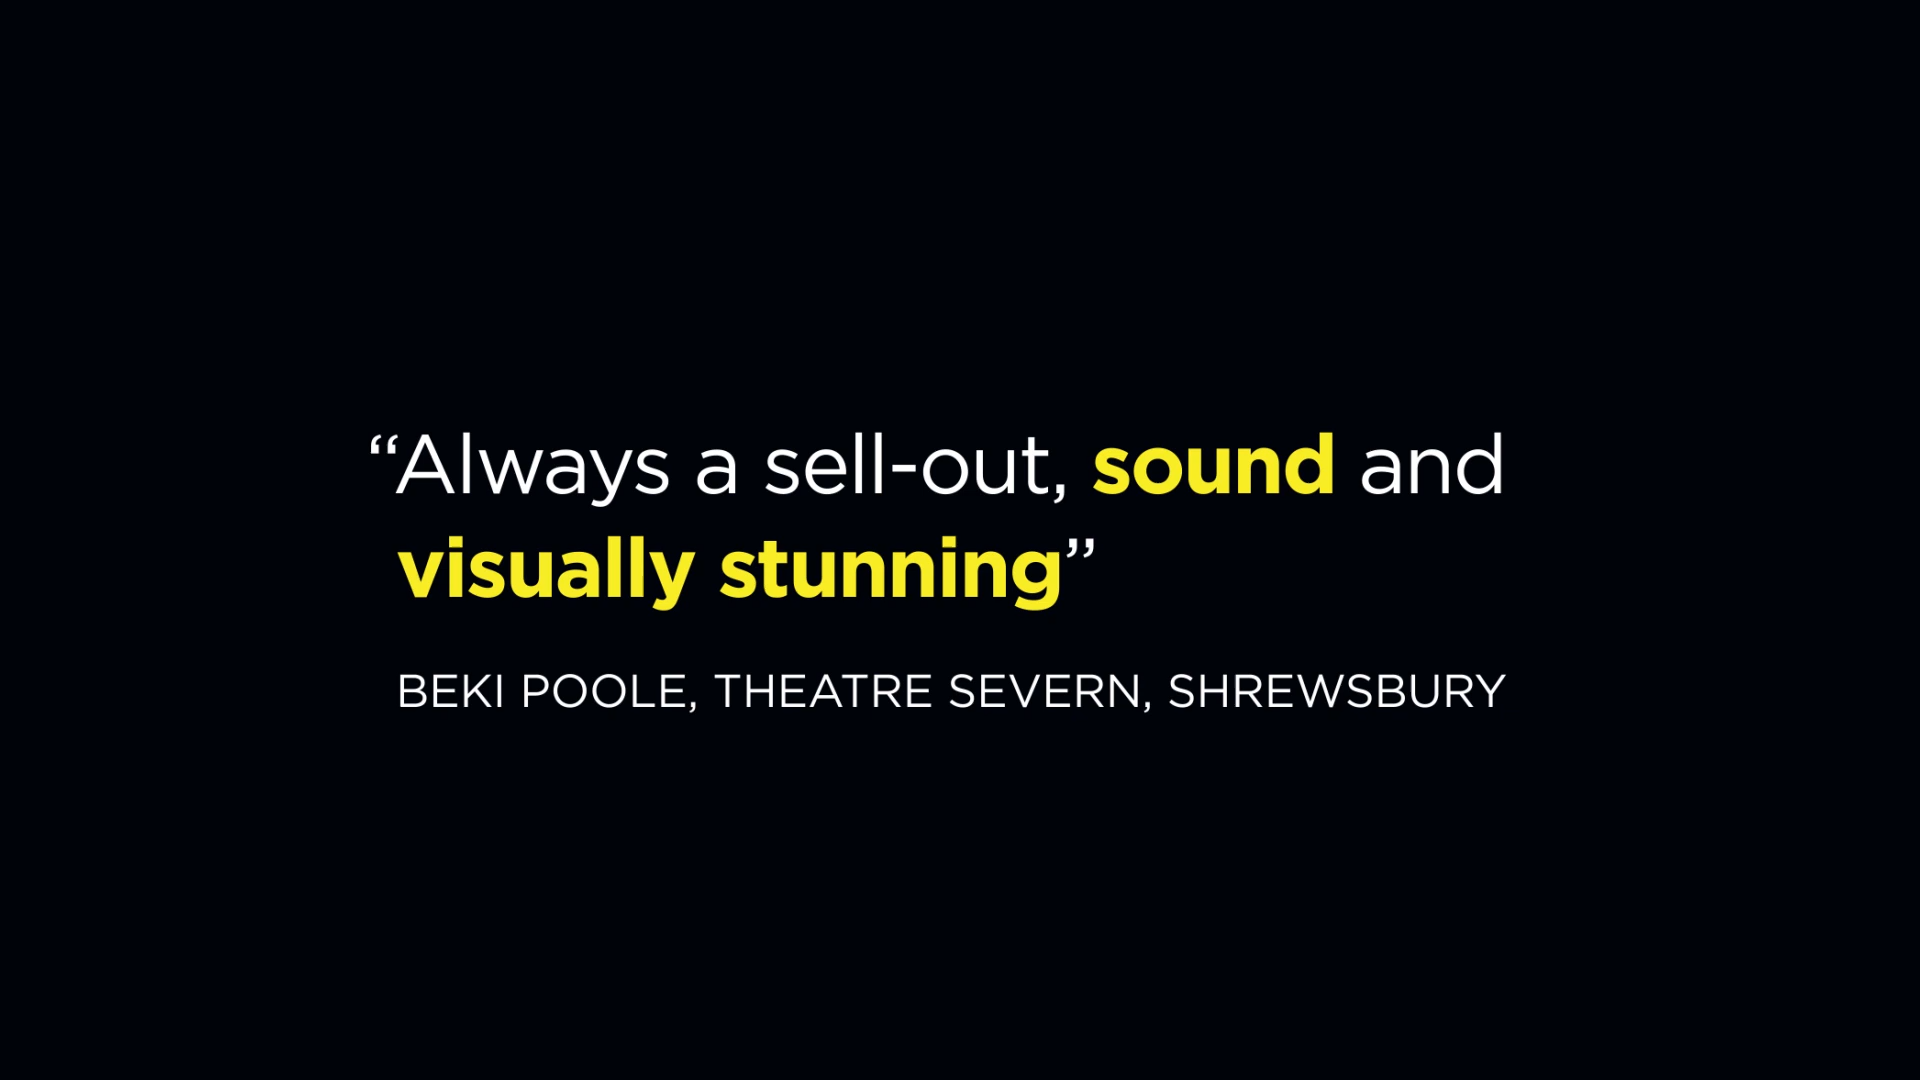 “Always a sell-out, sound and
visually stunning”
BEKI POOLE, THEATRE SEVERN, SHREWSBURY